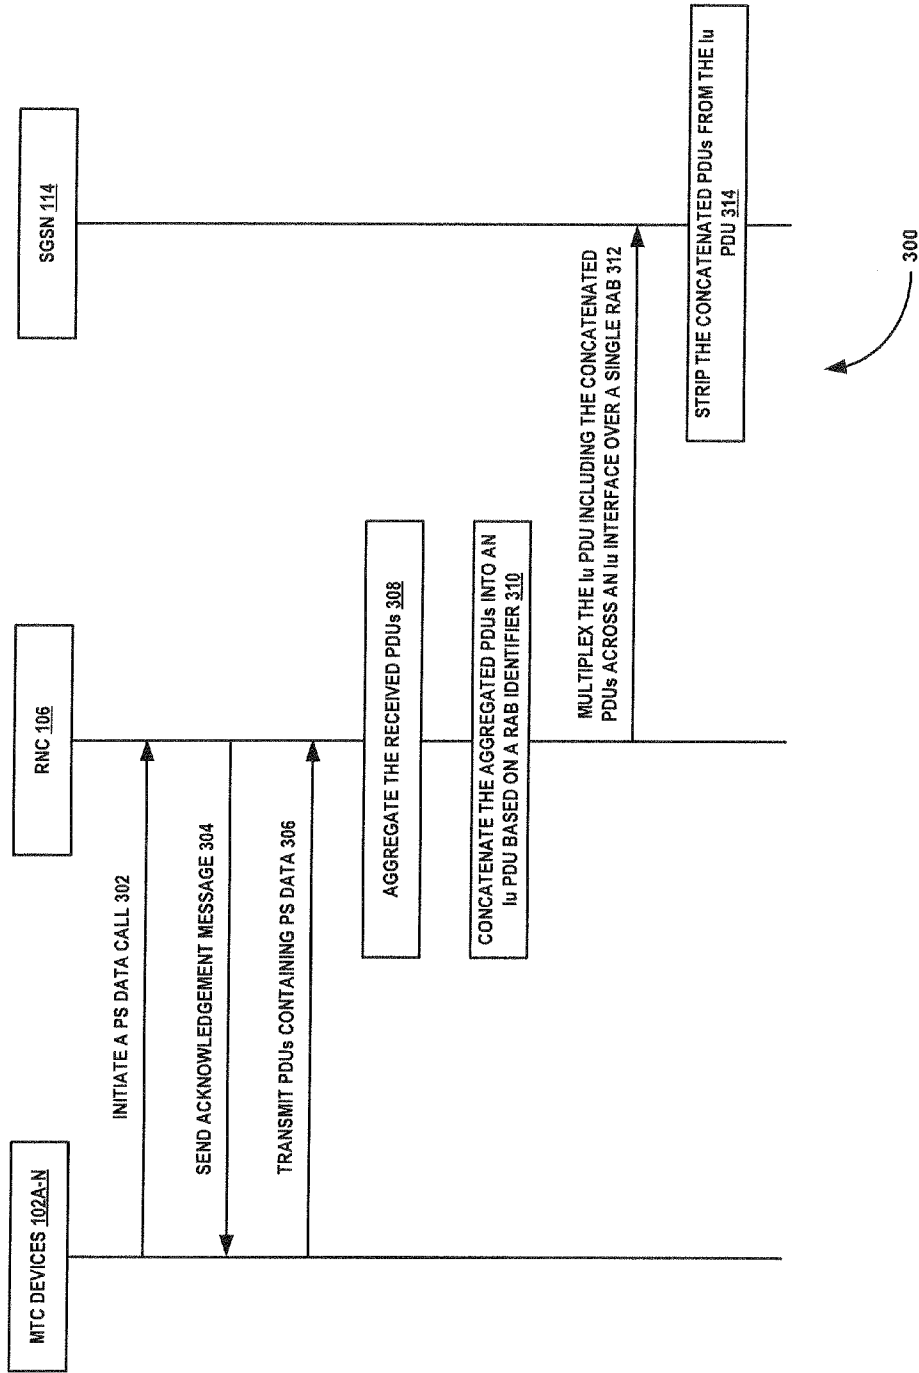 MTC DEVICES 102A-N
RNC 106
SGSN 114
INITIATE A PS DATA CALL 302
SEND ACKNOWLEDGEMENT MESSAGE 304
TRANSMIT PDUs CONTAINING PS DATA 306
AGGREGATE THE RECEIVED PDUs 308
CONCATENATE THE AGGREGATED PDUs INTO AN
Iu PDU BASED ON A RAB IDENTIFIER 310
MULTIPLEX THE Iu PDU INCLUDING THE CONCATENATED
PDUs ACROSS AN Iu INTERFACE OVER A SINGLE RAB 312
STRIP THE CONCATENATED PDUs FROM THE Iu
PDU 314
300